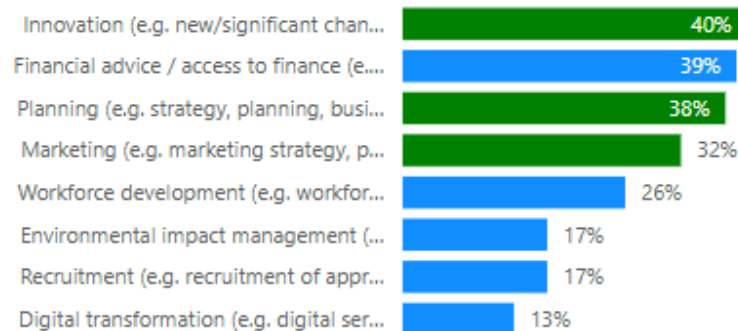 Innovation (e.g. new/significant chan... 40%
Financial advice / access to finance (e.... 39%
Planning (e.g. strategy, planning, busi... 38%
Marketing (e.g. marketing strategy, p... 32%
Workforce development (e.g. workfor... 26%
Environmental impact management (... 17%
Recruitment (e.g. recruitment of appr... 17%
Digital transformation (e.g. digital ser... 13%